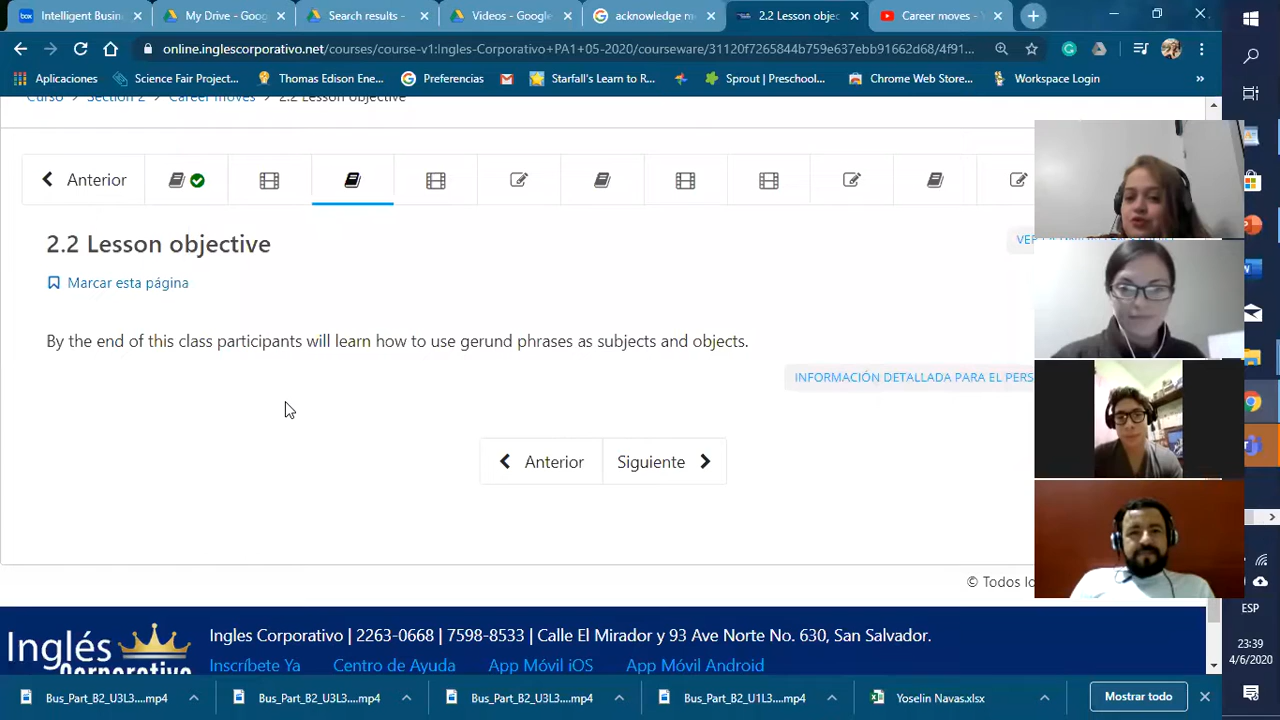 Intelligent Busin
My Drive - Goog
Search results -
Videos - Google
acknowledge m
2.2 Lesson objec
Career moves -
online.inglescorporativo.net/courses/course-v1:Ingles-Corporativo+PA1+05-2020/courseware/31120f7265844b759e637ebb91662d68/4f91...
Aplicaciones
Science Fair Project...
Thomas Edison Ene...
Preferencias
Starfall's Learn to R...
Sprout | Preschool...
Chrome Web Store...
Workspace Login
»
Curso
Section 2
Career moves
2.2 Lesson objective
Anterior
2.2 Lesson objective
Marcar esta página
By the end of this class participants will learn how to use gerund phrases as subjects and objects.
INFORMACIÓN DETALLADA PARA EL PERS
Anterior
Siguiente
© Todos lo
Inglés
Corporativo
Ingles Corporativo | 2263-0668 | 7598-8533 | Calle El Mirador y 93 Ave Norte No. 630, San Salvador.
Inscríbete Ya
Centro de Ayuda
App Móvil iOS
App Móvil Android
Bus_Part_B2_U3L3....mp4
Bus_Part_B2_U3L3....mp4
Bus_Part_B2_U3L3....mp4
Bus_Part_B2_U1L3....mp4
Yoselin Navas.xlsx
Mostrar todo
ESP
23:39
4/6/2020